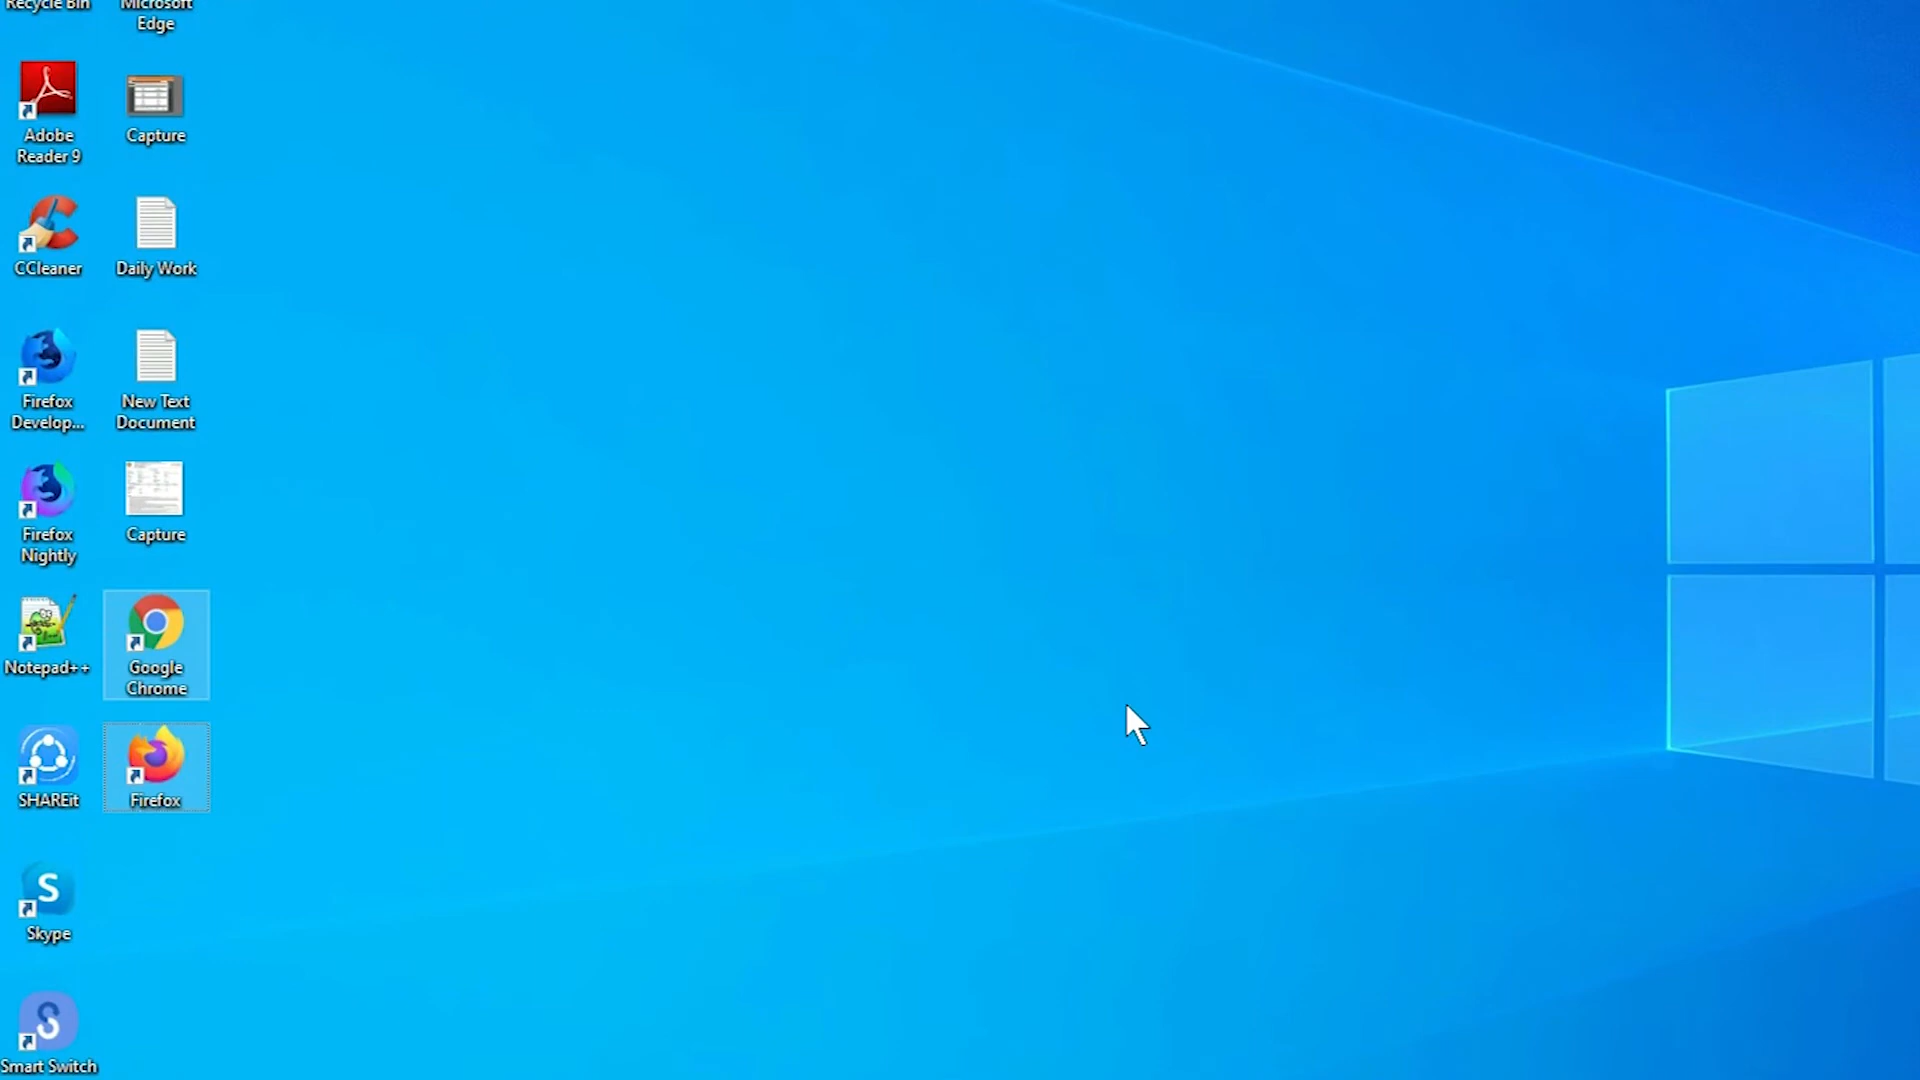 Recycle Bin
Microsoft
Edge
Adobe
Reader 9
Capture
CCleaner
Daily Work
Firefox
Develop...
New Text
Document
Firefox
Nightly
Capture
Notepad++
Google
Chrome
SHAREit
Firefox
Skype
Smart Switch